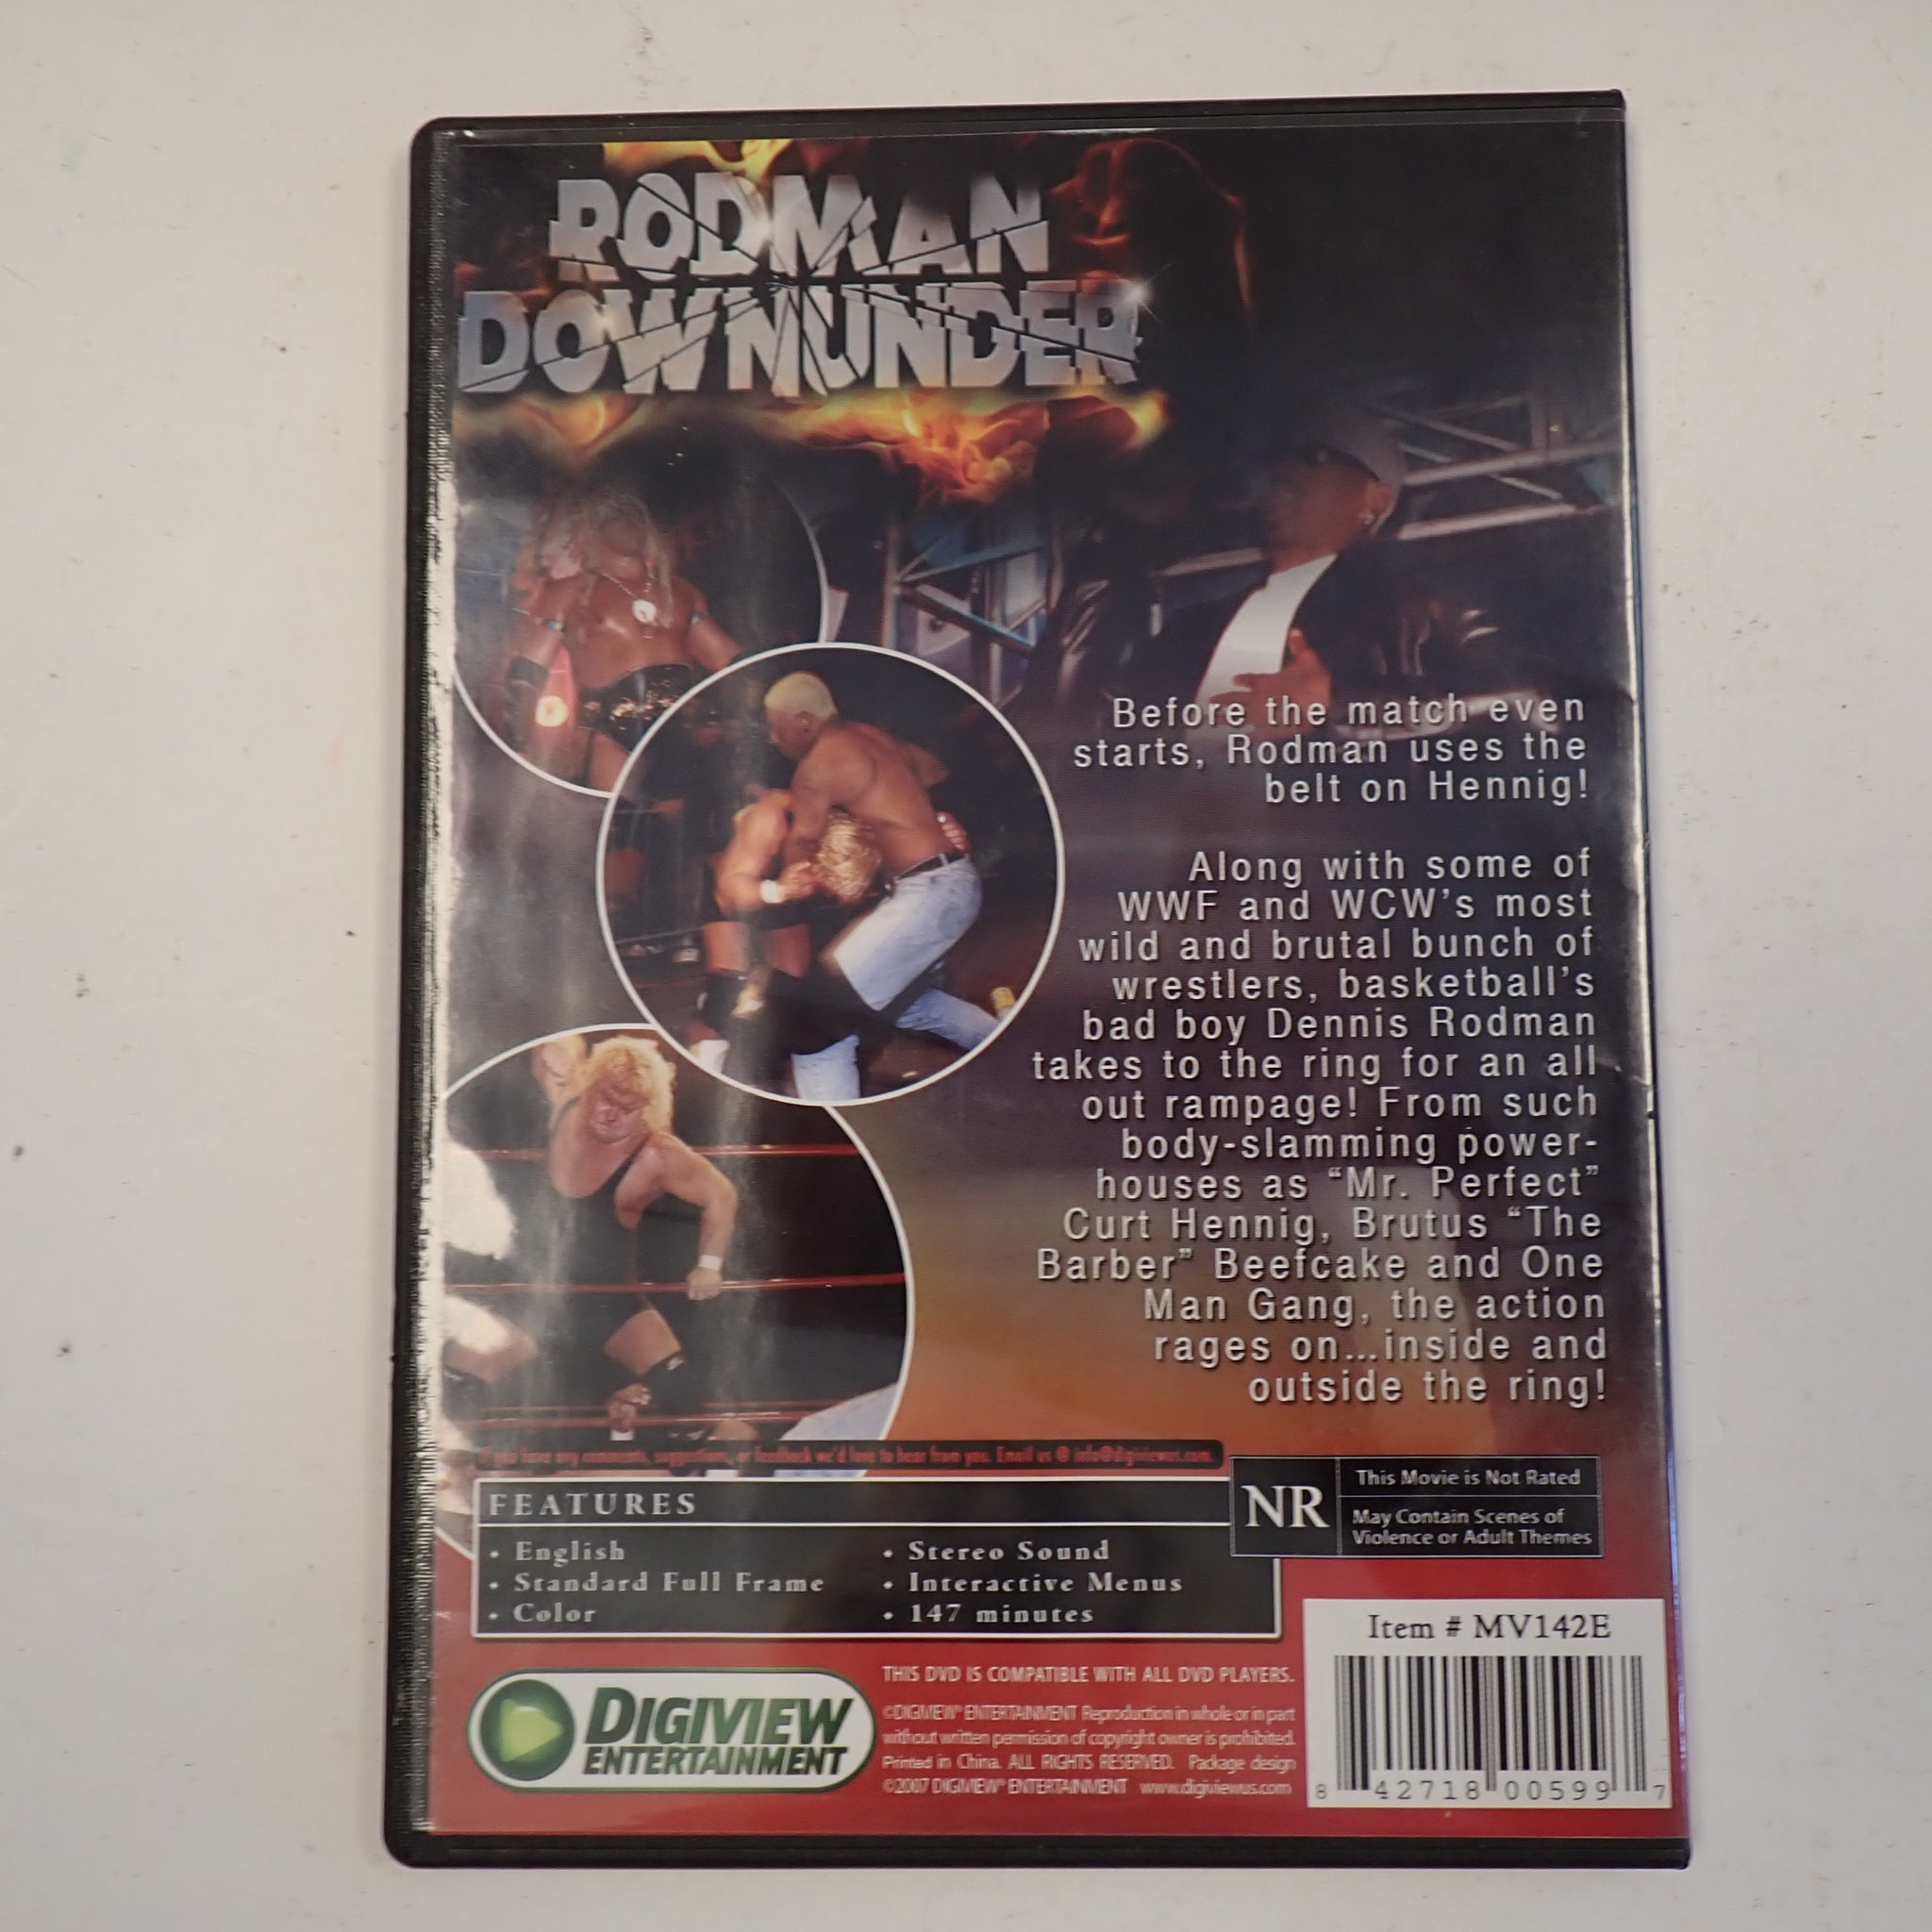 RODMAN
DOWNUNDER
Before the match even
starts, Rodman uses the
belt on Hennig!
Along with some of
WWF and WCW's most
wild and brutal bunch of
wrestlers, basketball's
bad boy Dennis Rodman
takes to the ring for an all
out rampage! From such
body-slamming power-
houses as “Mr. Perfect”
Curt Hennig, Brutus “The
Barber” Beefcake and One
Man Gang, the action
rages on...inside and
outside the ring!
If you have any comments, suggestions, or feedback we'd love to hear from you. Email us @ info@digiviewus.com.
FEATURES
• English
• Standard Full Frame
• Color
• Stereo Sound
• Interactive Menus
• 147 minutes
NR
This Movie is Not Rated
May Contain Scenes of
Violence or Adult Themes
Item # MV142E
8 42718 00599 7
DIGIVIEW
ENTERTAINMENT
THIS DVD IS COMPATIBLE WITH ALL DVD PLAYERS.
©DIGIVIEW® ENTERTAINMENT Reproduction in whole or in part
without written permission of copyright owner is prohibited.
Printed in China. ALL RIGHTS RESERVED. Package design
©2007 DIGIVIEW® ENTERTAINMENT www.digiviewus.com